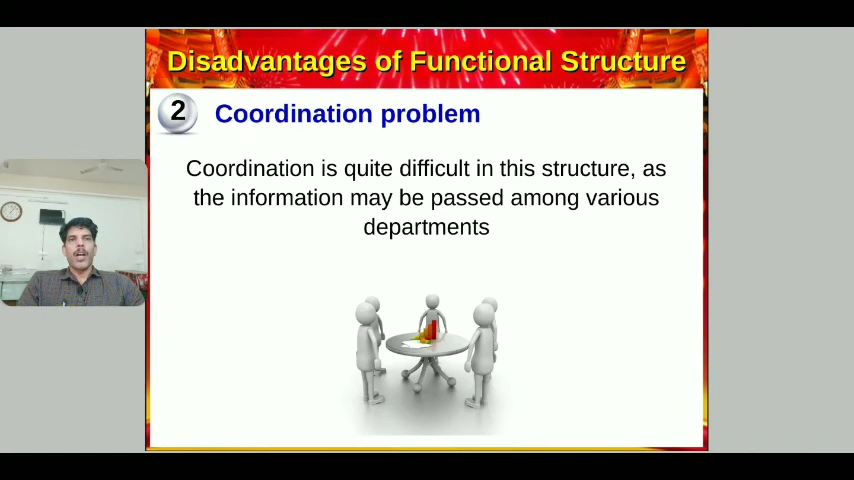 Disadvantages of Functional Structure
2
Coordination problem
Coordination is quite difficult in this structure, as
the information may be passed among various
departments